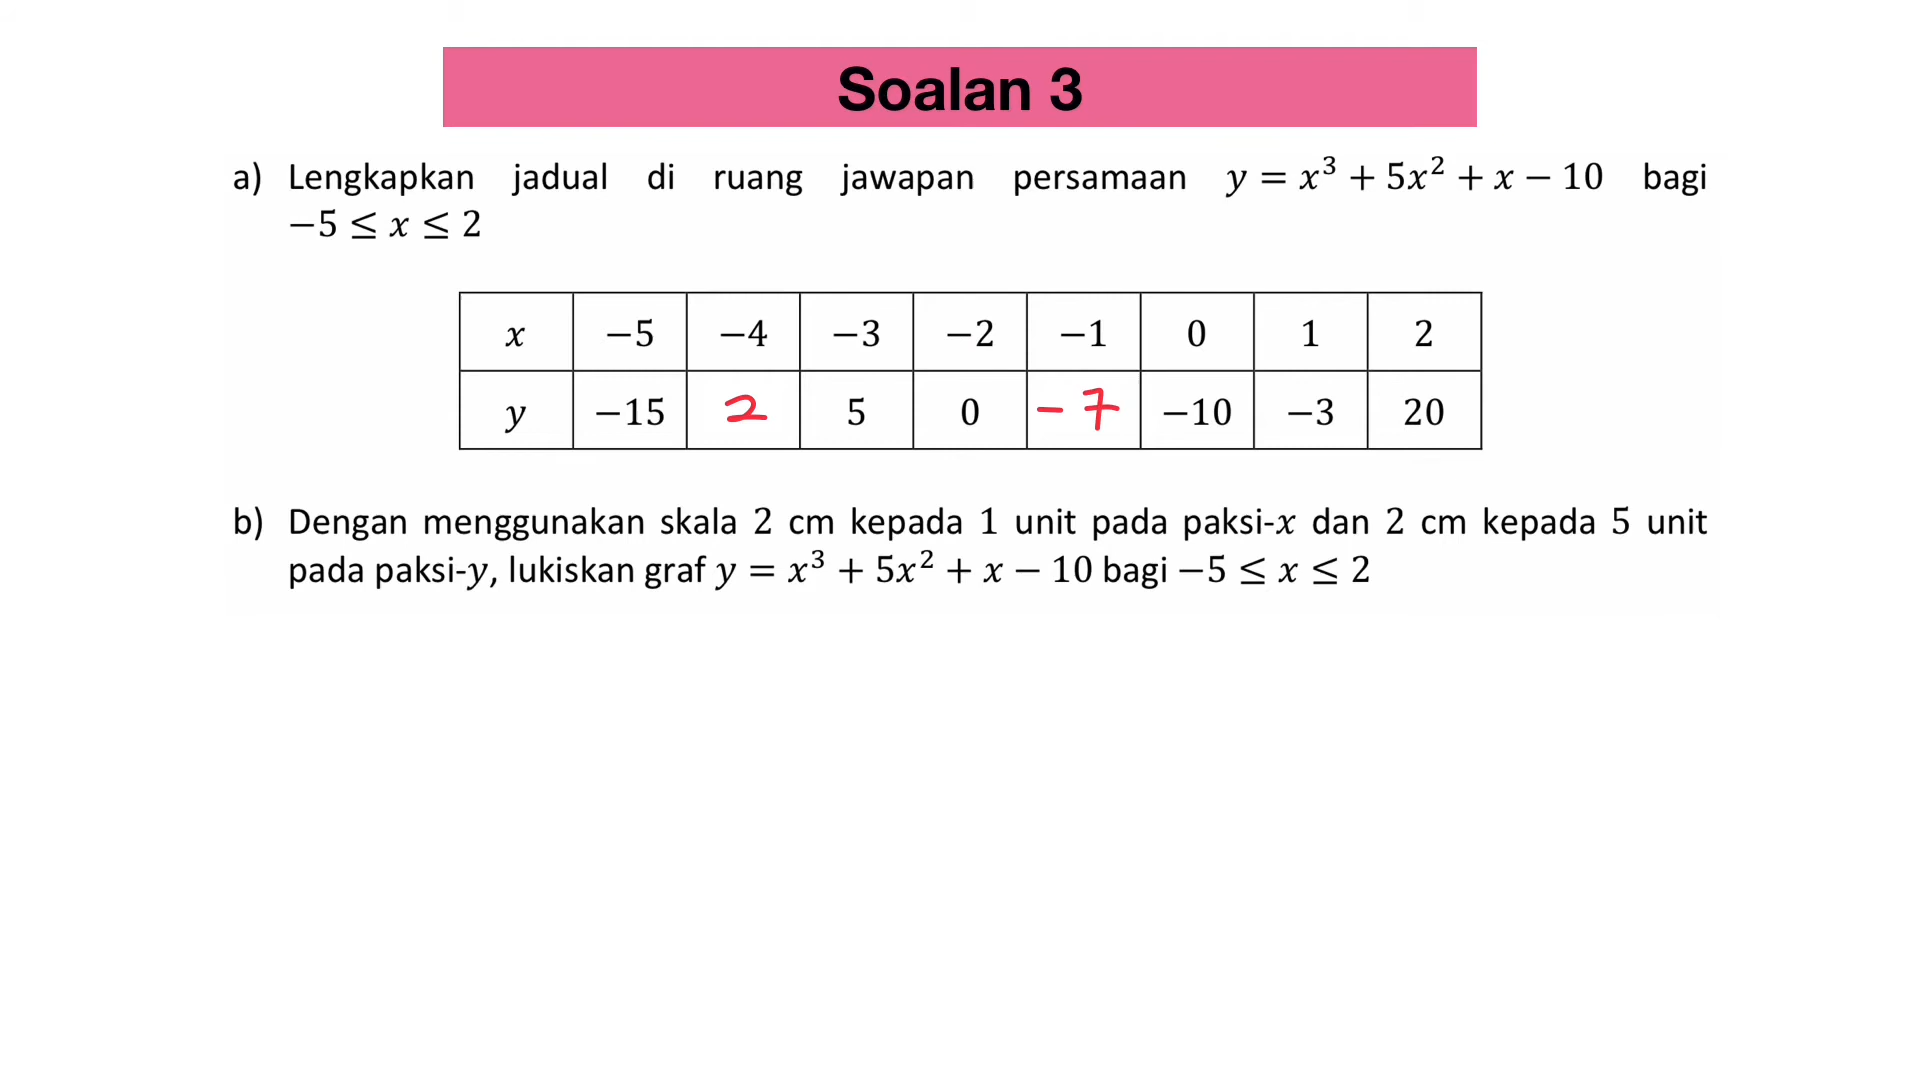 Soalan 3
a) Lengkapkan jadual di ruang jawapan persamaan y = x³ + 5x² + x − 10 bagi
−5 ≤ x ≤ 2
x −5 −4 −3 −2 −1 0 1 2
y −15 2 5 0 −7 −10 −3 20
b) Dengan menggunakan skala 2 cm kepada 1 unit pada paksi-x dan 2 cm kepada 5 unit
pada paksi-y, lukiskan graf y = x³ + 5x² + x − 10 bagi −5 ≤ x ≤ 2